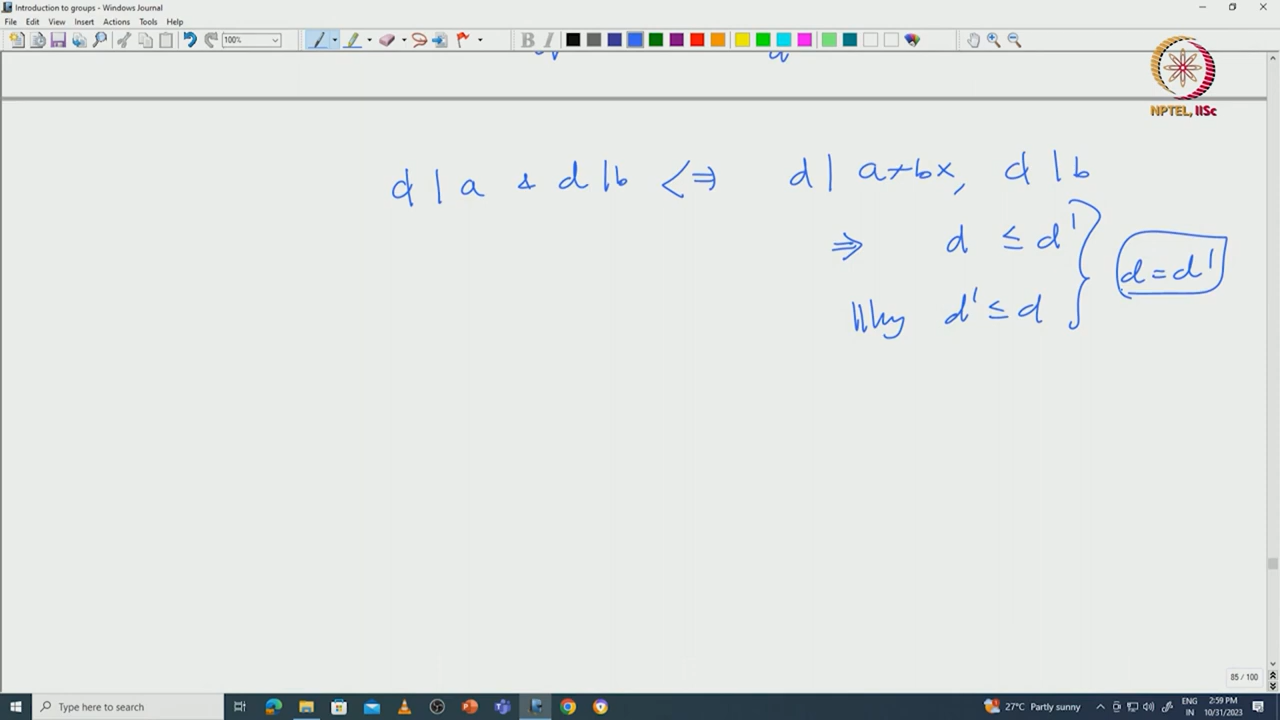 Introduction to groups - Windows Journal
File Edit View Insert Actions Tools Help
100%
NPTEL, IISc
d | a & d | b <=> d | a+bx, d | b
⇒ d ≤ d'
|||ly d' ≤ d
d = d'
85 / 100
Type here to search
27°C Partly sunny
ENG
IN
2:59 PM
10/31/2023